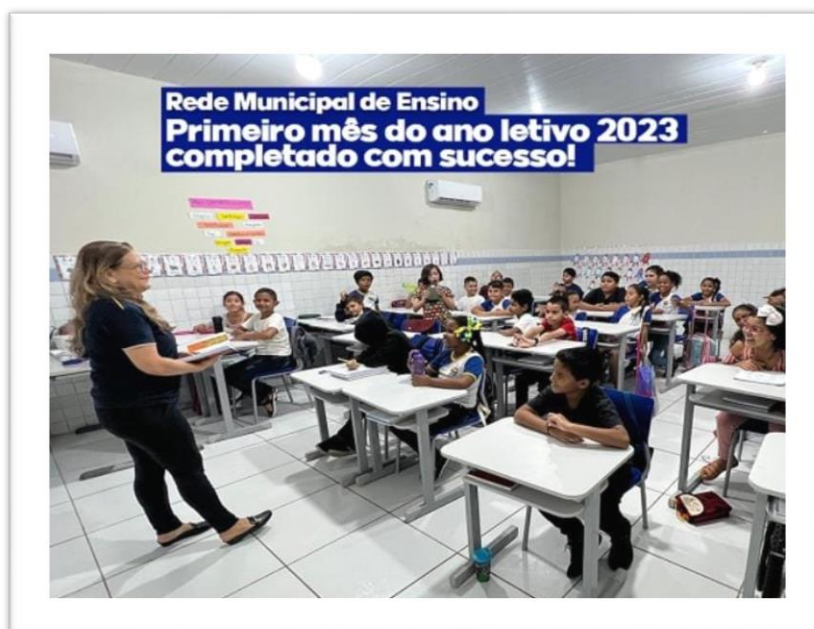 Rede Municipal de Ensino
Primeiro mês do ano letivo 2023
completado com sucesso!